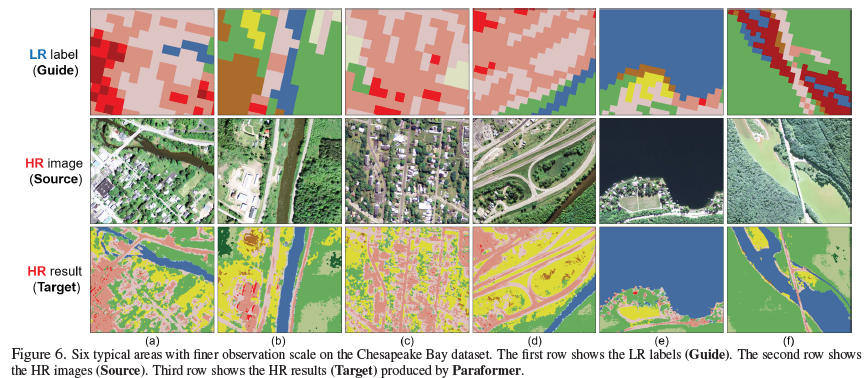 LR label
(Guide)
HR image
(Source)
HR result
(Target)
(a) (b) (c) (d) (e) (f)
Figure 6. Six typical areas with finer observation scale on the Chesapeake Bay dataset. The first row shows the LR labels (Guide). The second row shows
the HR images (Source). Third row shows the HR results (Target) produced by Paraformer.